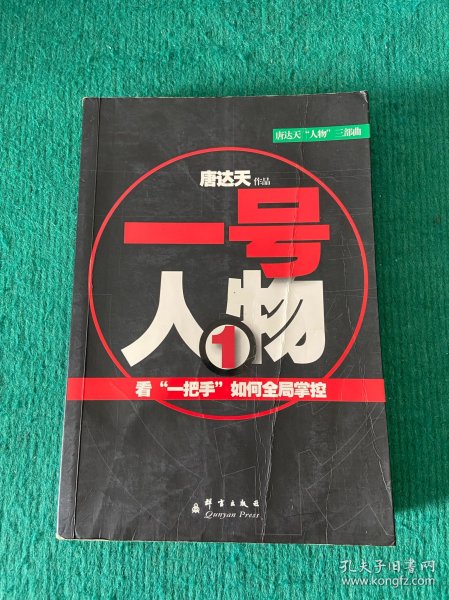 唐达天“人物”三部曲
唐达天 作品
一号
人物
1
看“一把手”如何全局掌控
群言出版社
Qunyan Press
孔夫子旧书网
www.kongfz.com